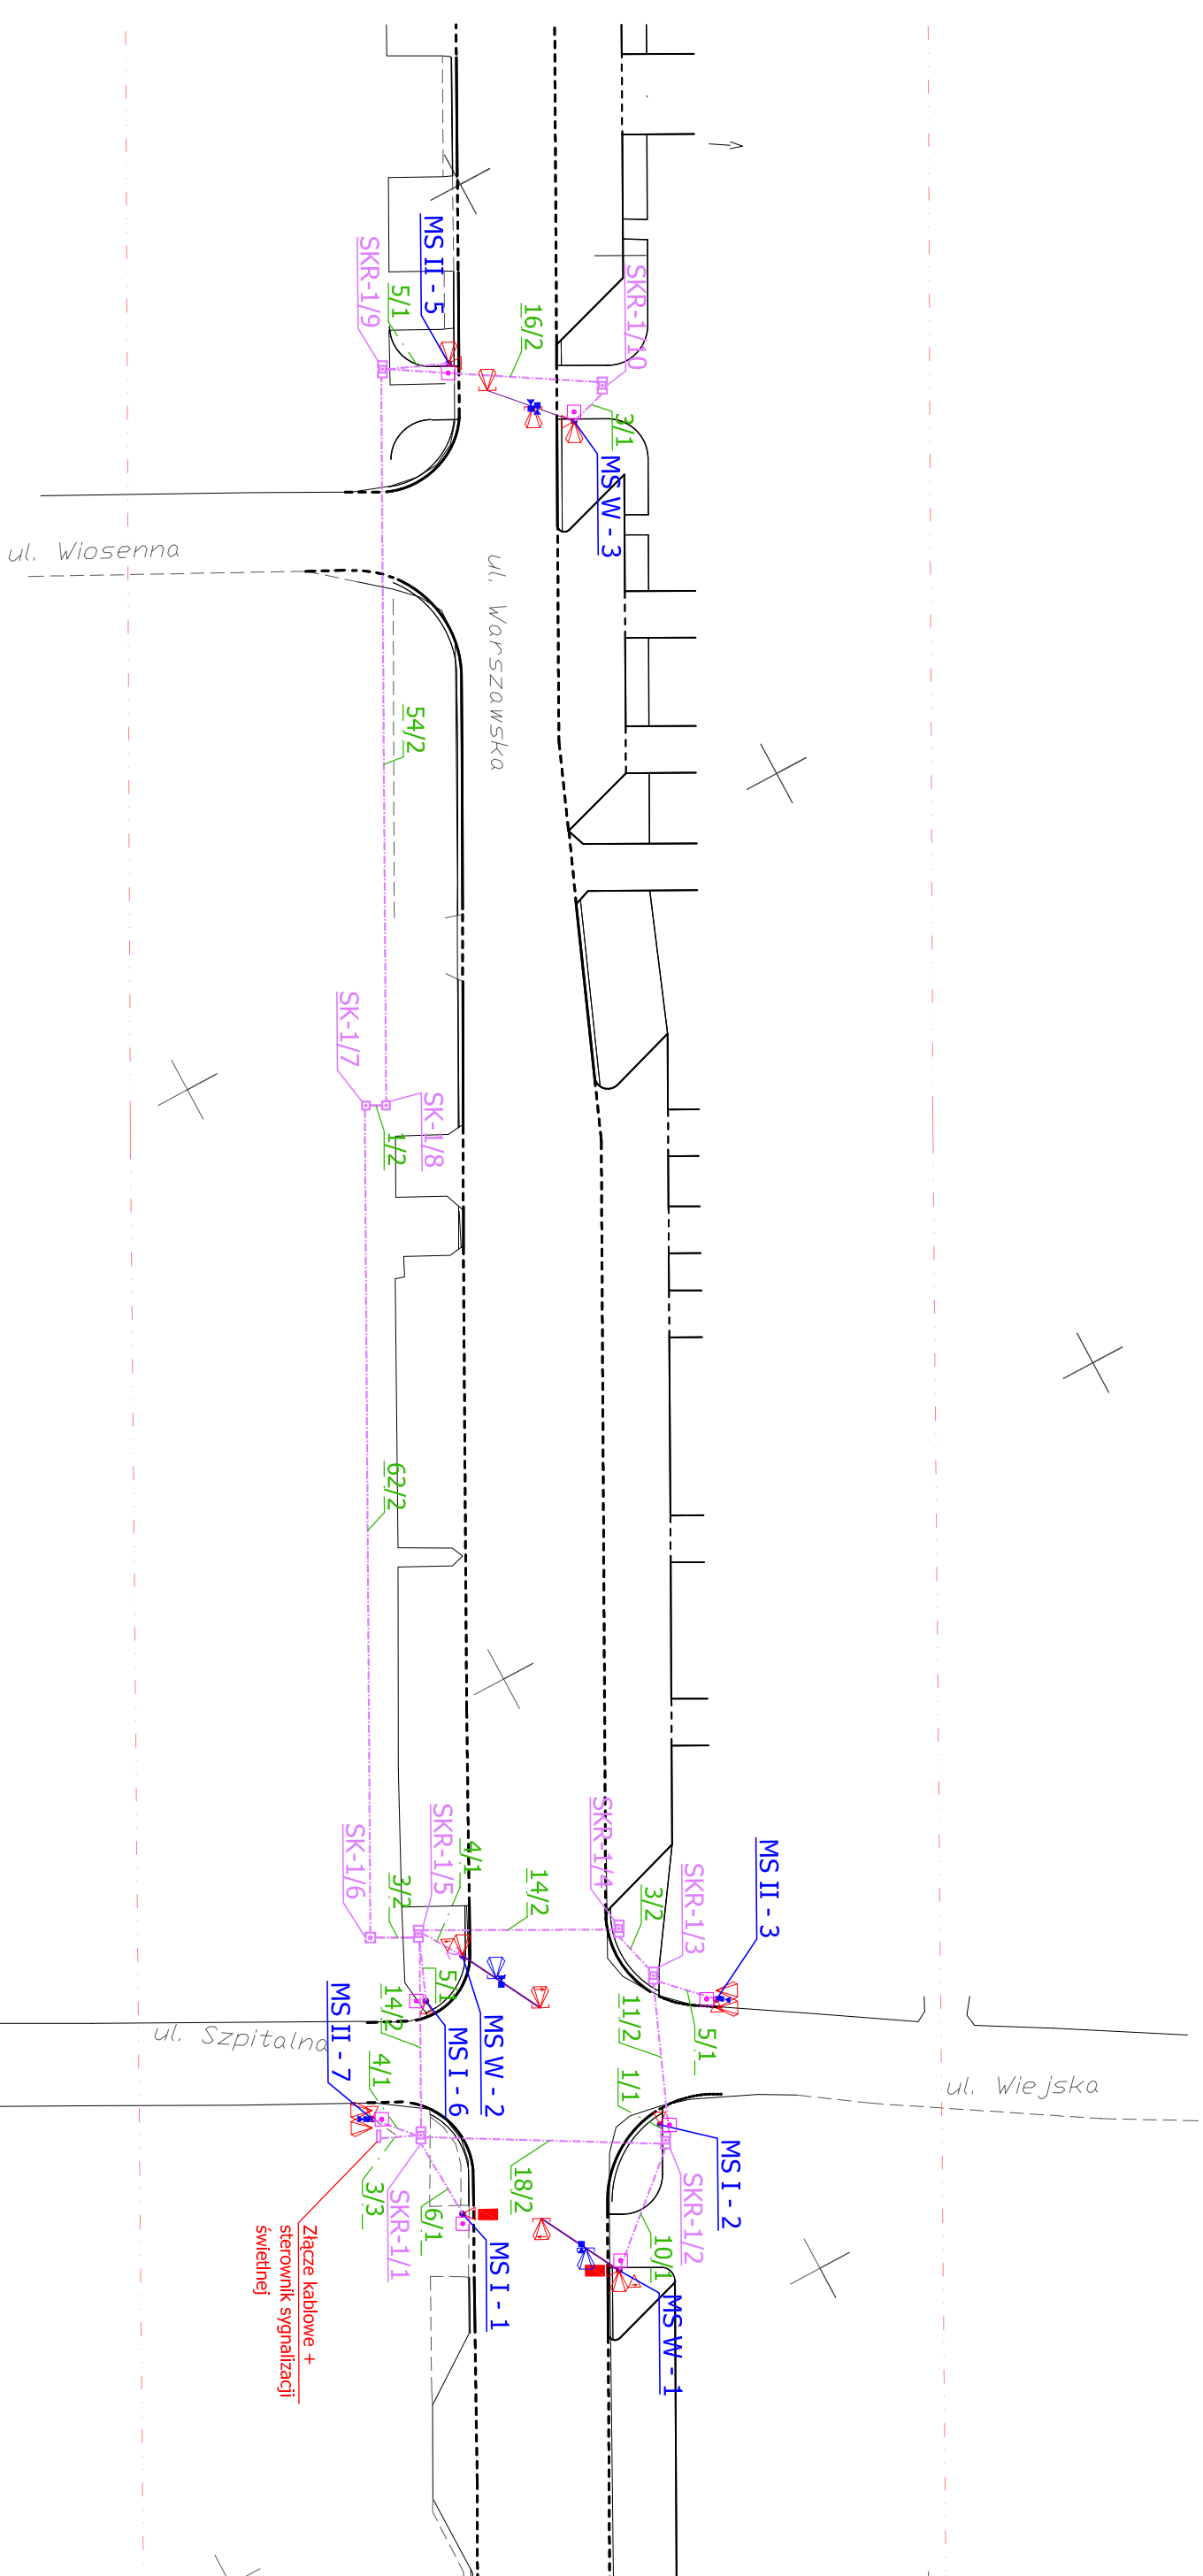 MS II - 5
SKR-1/9
5/1
16/2
SKR-1/10
3/1
MS W - 3
ul. Wiosenna
ul. Warszawska
54/2
SK-1/7
SK-1/8
1/2
62/2
SK-1/6
SKR-1/5
4/1
3/2
14/2
SKR-1/4
3/2
SKR-1/3
MS II - 3
5/1
14/2
MS II - 7
ul. Szpitalna
MS I - 6
MS W - 2
11/2
5/1
4/1
1/1
ul. Wiejska
MS I - 2
3/3
SKR-1/1
6/1
18/2
SKR-1/2
10/1
MS I - 1
MS W - 1
Złącze kablowe +
sterownik sygnalizacji
świetlnej